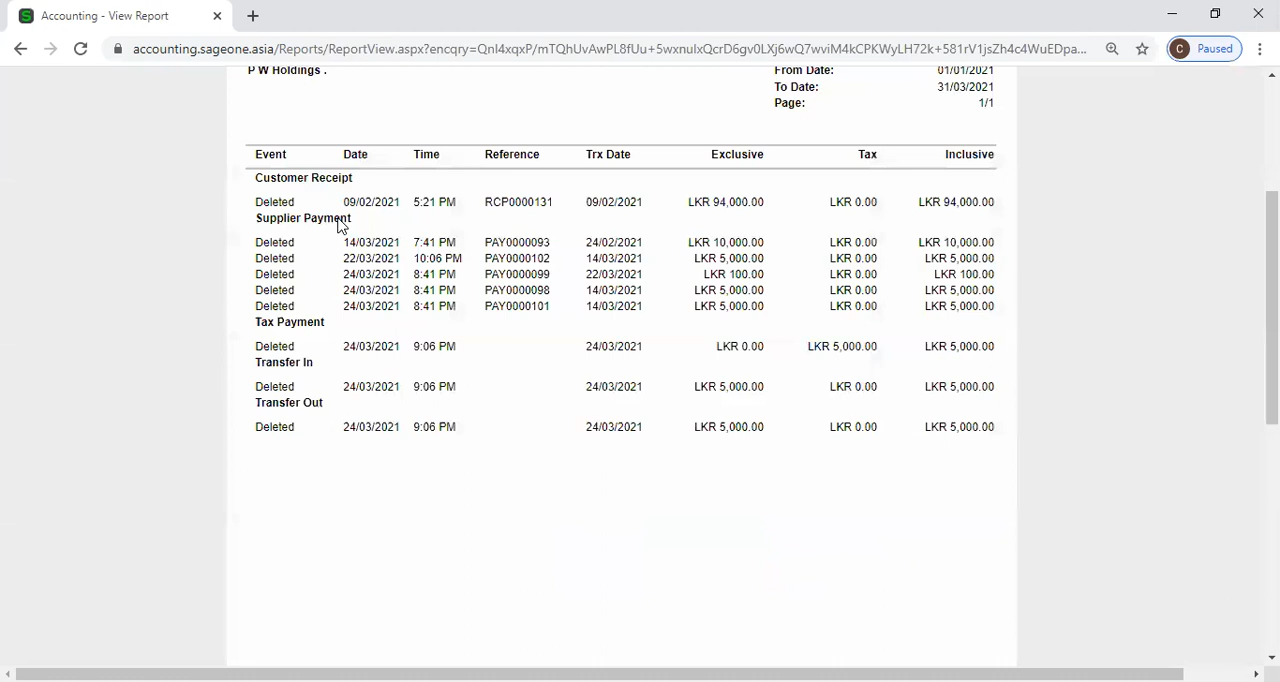 Accounting - View Report
accounting.sageone.asia/Reports/ReportView.aspx?encqry=QnI4xqxP/mTQhUvAwPL8fUu+5wxnulxQcrD6gv0LXj6wQ7wviM4kCPKWyLH72k+581rV1jsZh4c4WuEDpa...
C Paused
P W Holdings .
From Date: 01/01/2021
To Date: 31/03/2021
Page: 1/1
Event Date Time Reference Trx Date Exclusive Tax Inclusive
Customer Receipt
Deleted 09/02/2021 5:21 PM RCP0000131 09/02/2021 LKR 94,000.00 LKR 0.00 LKR 94,000.00
Supplier Payment
Deleted 14/03/2021 7:41 PM PAY0000093 24/02/2021 LKR 10,000.00 LKR 0.00 LKR 10,000.00
Deleted 22/03/2021 10:06 PM PAY0000102 14/03/2021 LKR 5,000.00 LKR 0.00 LKR 5,000.00
Deleted 24/03/2021 8:41 PM PAY0000099 22/03/2021 LKR 100.00 LKR 0.00 LKR 100.00
Deleted 24/03/2021 8:41 PM PAY0000098 14/03/2021 LKR 5,000.00 LKR 0.00 LKR 5,000.00
Deleted 24/03/2021 8:41 PM PAY0000101 14/03/2021 LKR 5,000.00 LKR 0.00 LKR 5,000.00
Tax Payment
Deleted 24/03/2021 9:06 PM 24/03/2021 LKR 0.00 LKR 5,000.00 LKR 5,000.00
Transfer In
Deleted 24/03/2021 9:06 PM 24/03/2021 LKR 5,000.00 LKR 0.00 LKR 5,000.00
Transfer Out
Deleted 24/03/2021 9:06 PM 24/03/2021 LKR 5,000.00 LKR 0.00 LKR 5,000.00